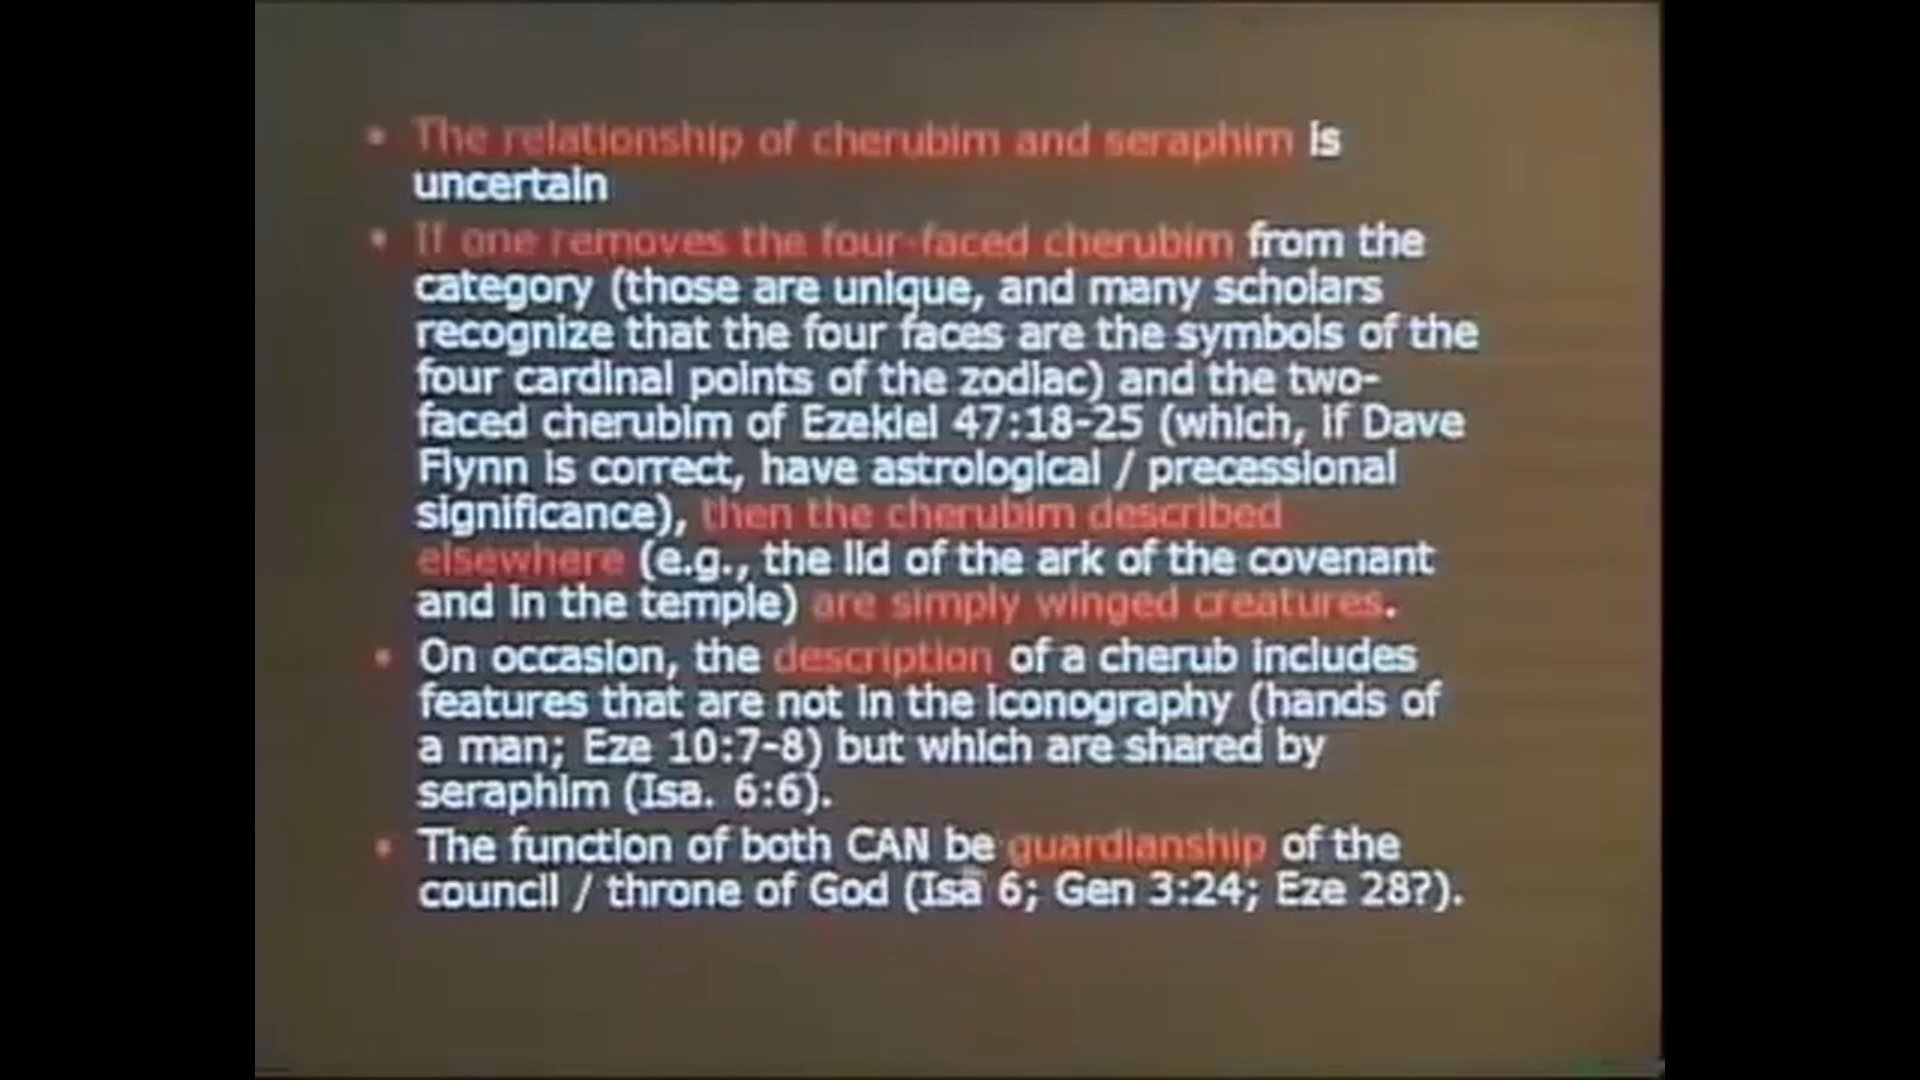 • The relationship of cherubim and seraphim is
uncertain
• If one removes the four-faced cherubim from the
category (those are unique, and many scholars
recognize that the four faces are the symbols of the
four cardinal points of the zodiac) and the two-
faced cherubim of Ezekiel 47:18-25 (which, if Dave
Flynn is correct, have astrological / precessional
significance), then the cherubim described
elsewhere (e.g., the lid of the ark of the covenant
and in the temple) are simply winged creatures.
• On occasion, the description of a cherub includes
features that are not in the iconography (hands of
a man; Eze 10:7-8) but which are shared by
seraphim (Isa. 6:6).
• The function of both CAN be guardianship of the
council / throne of God (Isa 6; Gen 3:24; Eze 28?).